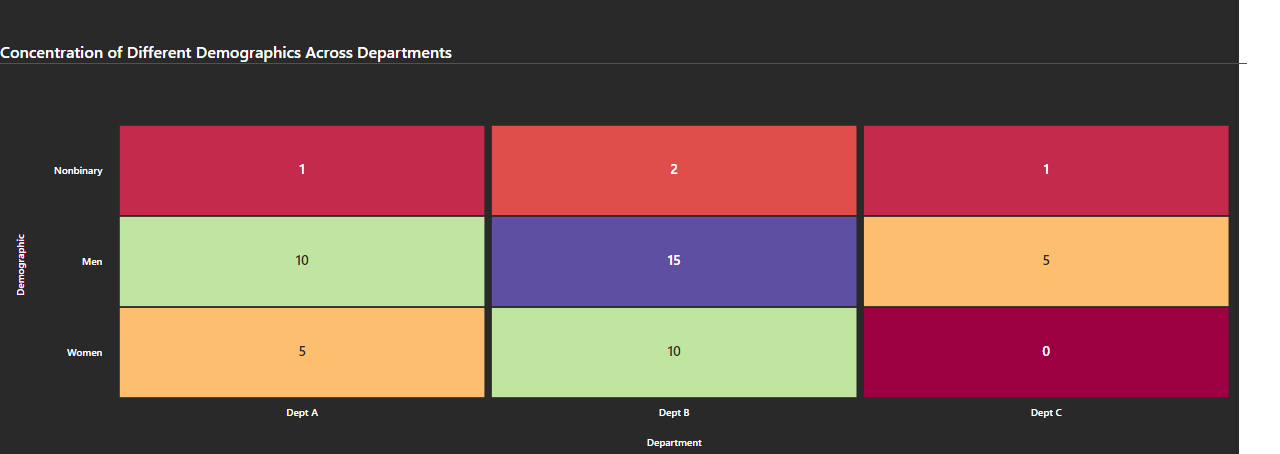 Concentration of Different Demographics Across Departments
Nonbinary
1
2
1
Demographic
Men
10
15
5
Women
5
10
0
Dept A
Dept B
Dept C
Department